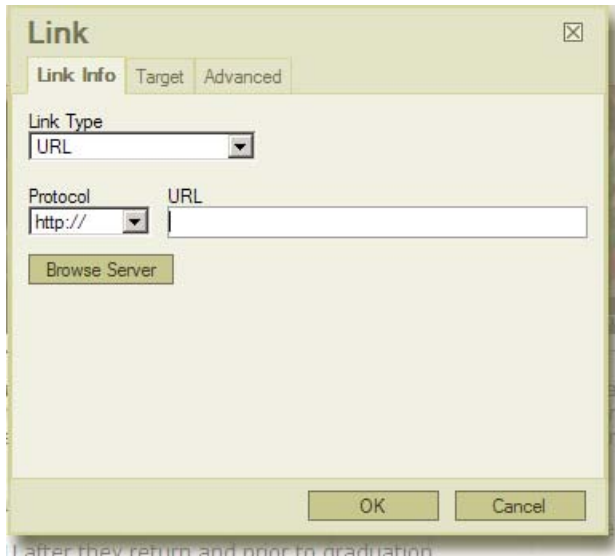 Link
Link Info Target Advanced
Link Type
URL
Protocol URL
http://
Browse Server
OK Cancel
after they return and prior to graduation